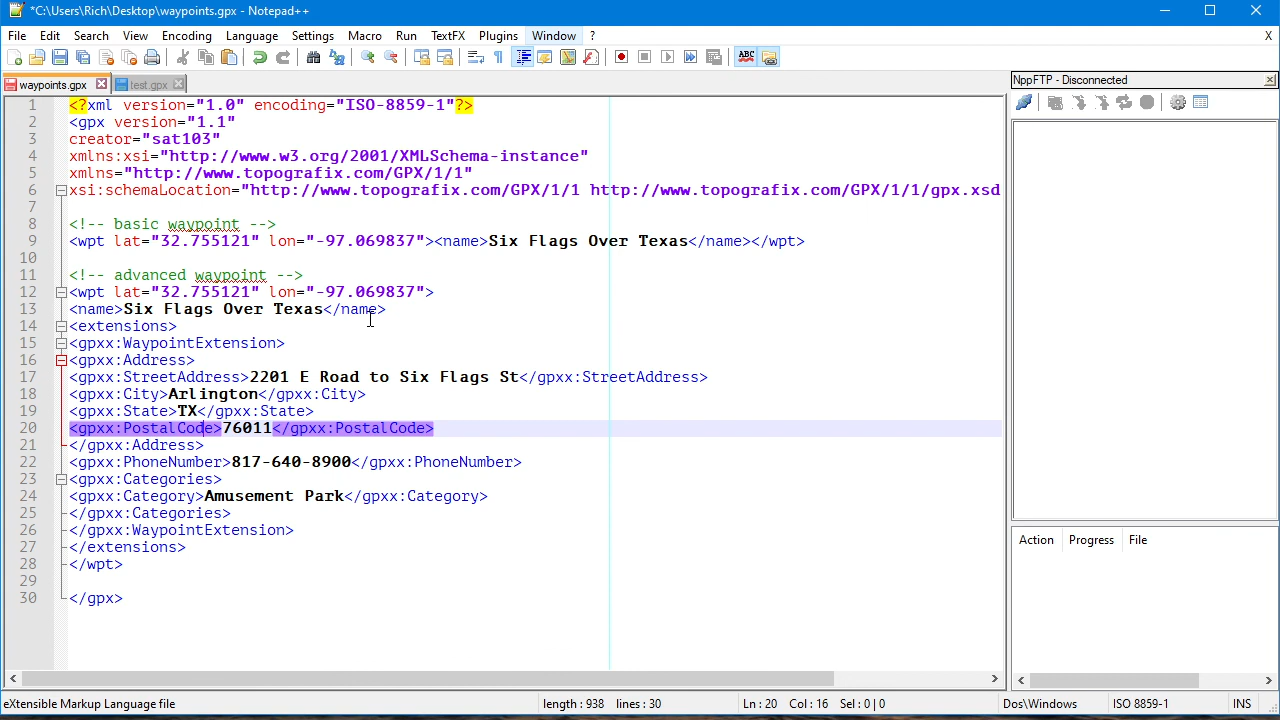 *C:\Users\Rich\Desktop\waypoints.gpx - Notepad++
File Edit Search View Encoding Language Settings Macro Run TextFX Plugins Window ? X
ABC
waypoints.gpx test.gpx
NppFTP - Disconnected
1 <?xml version="1.0" encoding="ISO-8859-1"?>
2 <gpx version="1.1"
3 creator="sat103"
4 xmlns:xsi="http://www.w3.org/2001/XMLSchema-instance"
5 xmlns="http://www.topografix.com/GPX/1/1"
6 xsi:schemaLocation="http://www.topografix.com/GPX/1/1 http://www.topografix.com/GPX/1/1/gpx.xsd
7
8 <!-- basic waypoint -->
9 <wpt lat="32.755121" lon="-97.069837"><name>Six Flags Over Texas</name></wpt>
10
11 <!-- advanced waypoint -->
12 <wpt lat="32.755121" lon="-97.069837">
13 <name>Six Flags Over Texas</name>
14 <extensions>
15 <gpxx:WaypointExtension>
16 <gpxx:Address>
17 <gpxx:StreetAddress>2201 E Road to Six Flags St</gpxx:StreetAddress>
18 <gpxx:City>Arlington</gpxx:City>
19 <gpxx:State>TX</gpxx:State>
20 <gpxx:PostalCode>76011</gpxx:PostalCode>
21 </gpxx:Address>
22 <gpxx:PhoneNumber>817-640-8900</gpxx:PhoneNumber>
23 <gpxx:Categories>
24 <gpxx:Category>Amusement Park</gpxx:Category>
25 </gpxx:Categories>
26 </gpxx:WaypointExtension>
27 </extensions>
28 </wpt>
29
30 </gpx>
Action Progress File
eXtensible Markup Language file length : 938 lines : 30 Ln : 20 Col : 16 Sel : 0 | 0 Dos\Windows ISO 8859-1 INS